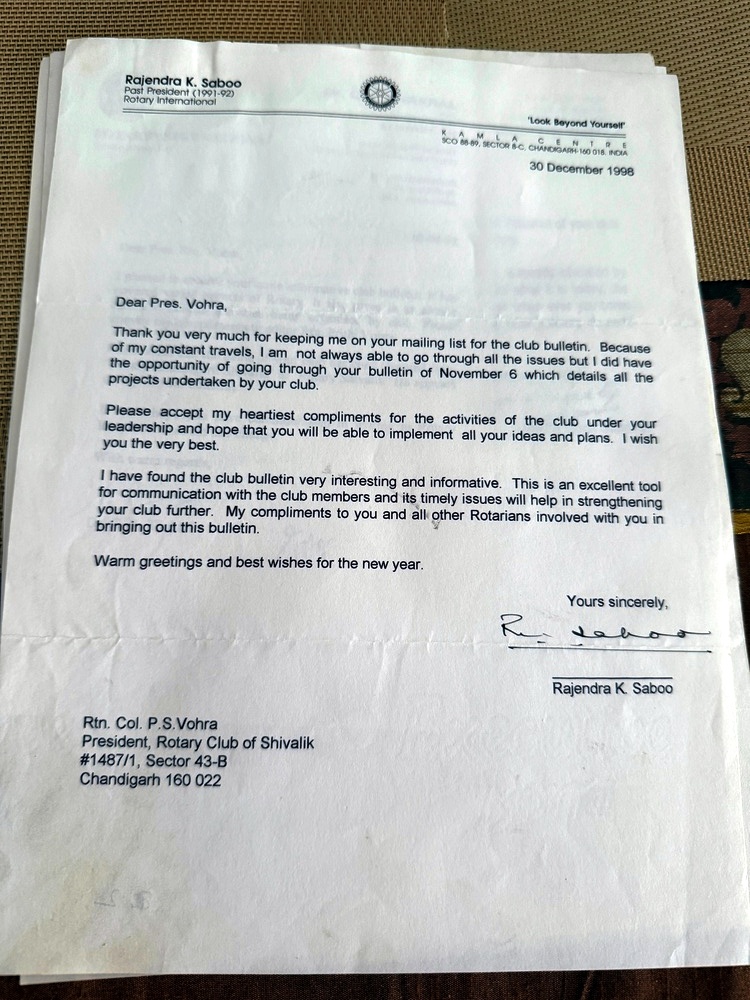 Rajendra K. Saboo
Past President (1991-92)
Rotary International
'Look Beyond Yourself'
KAMLA CENTRE
SCO 88-89, SECTOR 8-C, CHANDIGARH-160 018. INDIA
30 December 1998
Dear Pres. Vohra,
Thank you very much for keeping me on your mailing list for the club bulletin. Because
of my constant travels, I am not always able to go through all the issues but I did have
the opportunity of going through your bulletin of November 6 which details all the
projects undertaken by your club.
Please accept my heartiest compliments for the activities of the club under your
leadership and hope that you will be able to implement all your ideas and plans. I wish
you the very best.
I have found the club bulletin very interesting and informative. This is an excellent tool
for communication with the club members and its timely issues will help in strengthening
your club further. My compliments to you and all other Rotarians involved with you in
bringing out this bulletin.
Warm greetings and best wishes for the new year.
Yours sincerely,
Saboo
Rajendra K. Saboo
Rtn. Col. P.S.Vohra
President, Rotary Club of Shivalik
#1487/1, Sector 43-B
Chandigarh 160 022